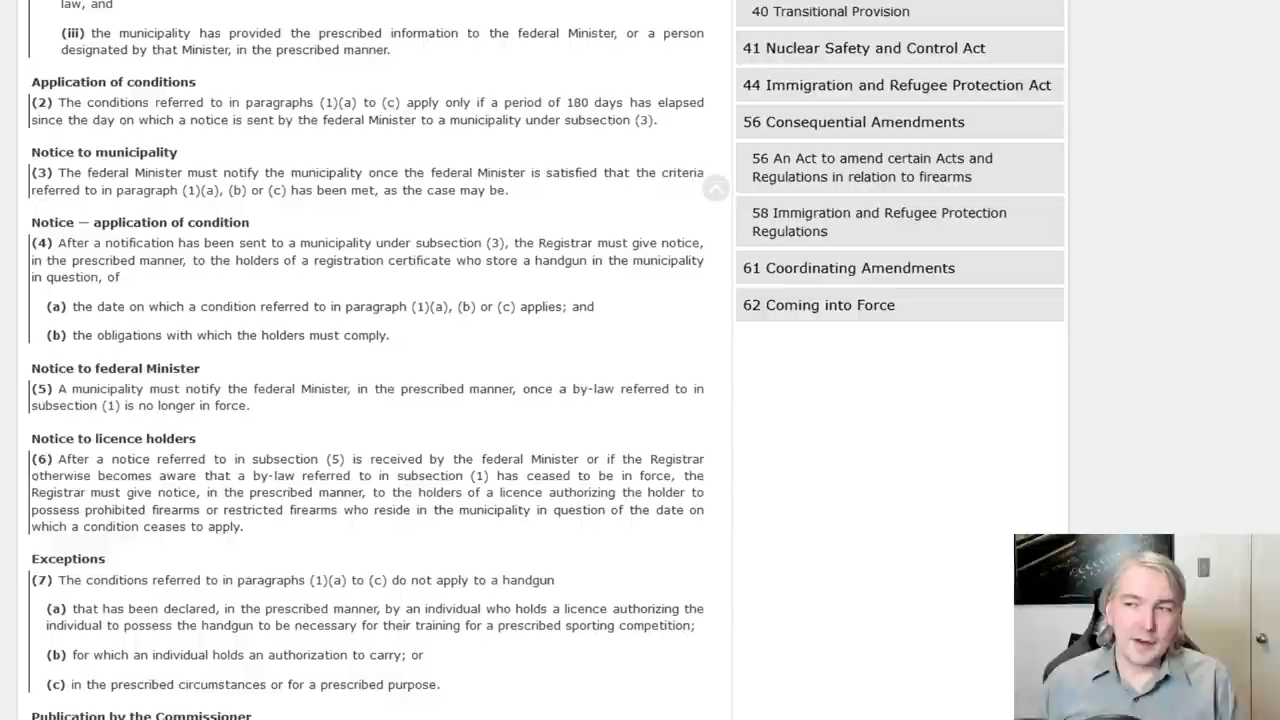 law, and
(iii) the municipality has provided the prescribed information to the federal Minister, or a person
designated by that Minister, in the prescribed manner.
Application of conditions
(2) The conditions referred to in paragraphs (1)(a) to (c) apply only if a period of 180 days has elapsed
since the day on which a notice is sent by the federal Minister to a municipality under subsection (3).
Notice to municipality
(3) The federal Minister must notify the municipality once the federal Minister is satisfied that the criteria
referred to in paragraph (1)(a), (b) or (c) has been met, as the case may be.
Notice — application of condition
(4) After a notification has been sent to a municipality under subsection (3), the Registrar must give notice,
in the prescribed manner, to the holders of a registration certificate who store a handgun in the municipality
in question, of
(a) the date on which a condition referred to in paragraph (1)(a), (b) or (c) applies; and
(b) the obligations with which the holders must comply.
Notice to federal Minister
(5) A municipality must notify the federal Minister, in the prescribed manner, once a by-law referred to in
subsection (1) is no longer in force.
Notice to licence holders
(6) After a notice referred to in subsection (5) is received by the federal Minister or if the Registrar
otherwise becomes aware that a by-law referred to in subsection (1) has ceased to be in force, the
Registrar must give notice, in the prescribed manner, to the holders of a licence authorizing the holder to
possess prohibited firearms or restricted firearms who reside in the municipality in question of the date on
which a condition ceases to apply.
Exceptions
(7) The conditions referred to in paragraphs (1)(a) to (c) do not apply to a handgun
(a) that has been declared, in the prescribed manner, by an individual who holds a licence authorizing the
individual to possess the handgun to be necessary for their training for a prescribed sporting competition;
(b) for which an individual holds an authorization to carry; or
(c) in the prescribed circumstances or for a prescribed purpose.
Publication by the Commissioner
40 Transitional Provision
41 Nuclear Safety and Control Act
44 Immigration and Refugee Protection Act
56 Consequential Amendments
56 An Act to amend certain Acts and
Regulations in relation to firearms
58 Immigration and Refugee Protection
Regulations
61 Coordinating Amendments
62 Coming into Force